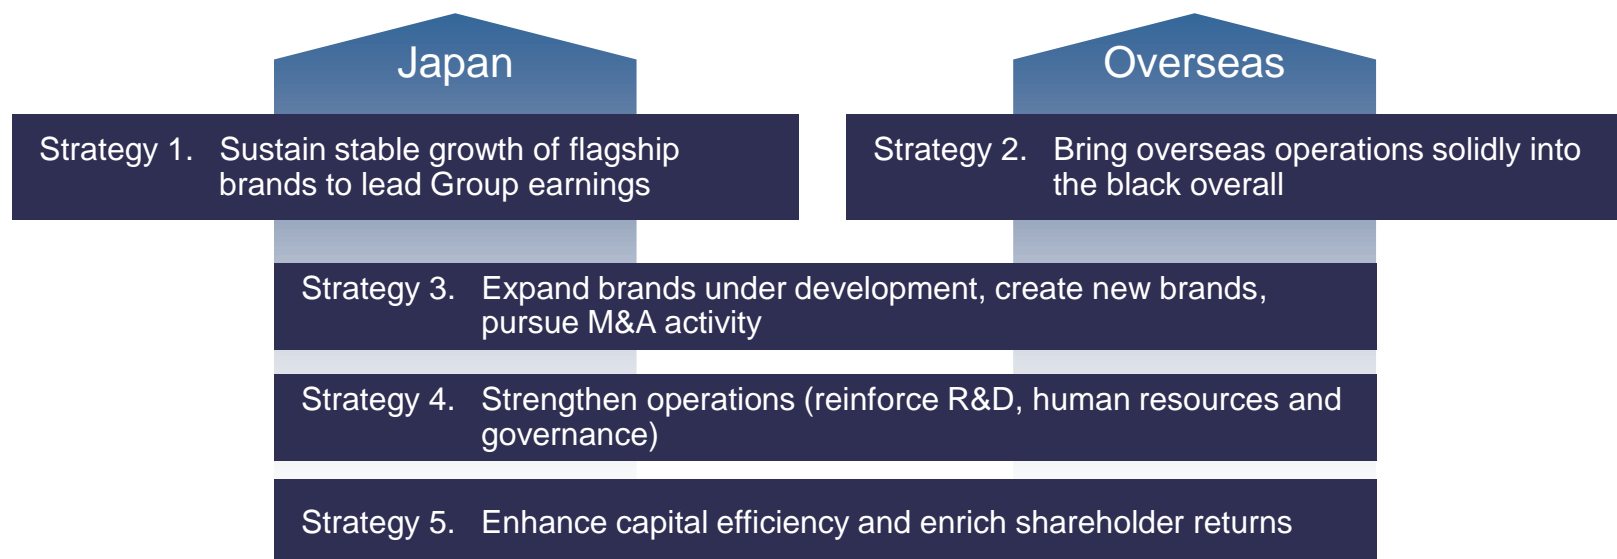 Japan
Overseas
Strategy 1. Sustain stable growth of flagship
brands to lead Group earnings
Strategy 2. Bring overseas operations solidly into
the black overall
Strategy 3. Expand brands under development, create new brands,
pursue M&A activity
Strategy 4. Strengthen operations (reinforce R&D, human resources and
governance)
Strategy 5. Enhance capital efficiency and enrich shareholder returns